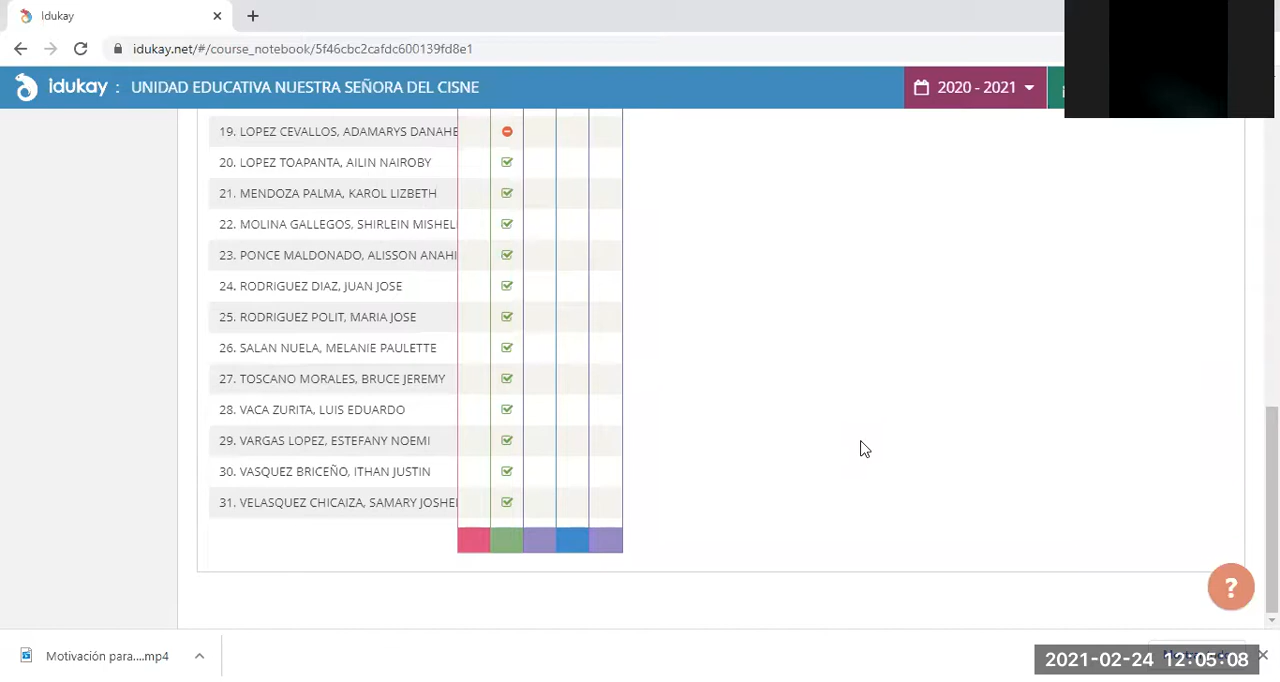 Idukay
idukay.net/#/course_notebook/5f46cbc2cafdc600139fd8e1
idukay : UNIDAD EDUCATIVA NUESTRA SEÑORA DEL CISNE
2020 - 2021
19. LOPEZ CEVALLOS, ADAMARYS DANAHE
20. LOPEZ TOAPANTA, AILIN NAIROBY
21. MENDOZA PALMA, KAROL LIZBETH
22. MOLINA GALLEGOS, SHIRLEIN MISHEL
23. PONCE MALDONADO, ALISSON ANAHI
24. RODRIGUEZ DIAZ, JUAN JOSE
25. RODRIGUEZ POLIT, MARIA JOSE
26. SALAN NUELA, MELANIE PAULETTE
27. TOSCANO MORALES, BRUCE JEREMY
28. VACA ZURITA, LUIS EDUARDO
29. VARGAS LOPEZ, ESTEFANY NOEMI
30. VASQUEZ BRICEÑO, ITHAN JUSTIN
31. VELASQUEZ CHICAIZA, SAMARY JOSHE
?
Motivación para....mp4
2021-02-24 12:05:08